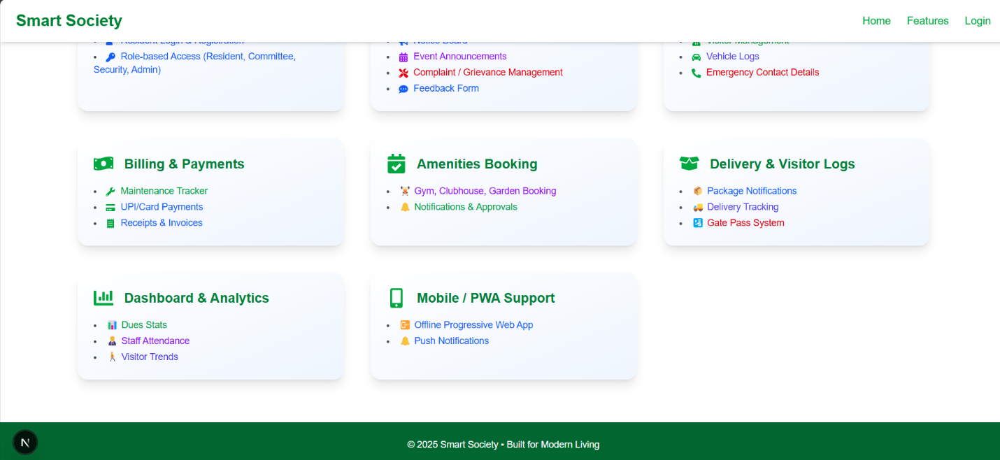 Smart Society
Home Features Login
Resident Login & Registration
Role-based Access (Resident, Committee,
Security, Admin)
Notice Board
Event Announcements
Complaint / Grievance Management
Feedback Form
Visitor Management
Vehicle Logs
Emergency Contact Details
Billing & Payments
Maintenance Tracker
UPI/Card Payments
Receipts & Invoices
Amenities Booking
Gym, Clubhouse, Garden Booking
Notifications & Approvals
Delivery & Visitor Logs
Package Notifications
Delivery Tracking
Gate Pass System
Dashboard & Analytics
Dues Stats
Staff Attendance
Visitor Trends
Mobile / PWA Support
Offline Progressive Web App
Push Notifications
N
© 2025 Smart Society • Built for Modern Living